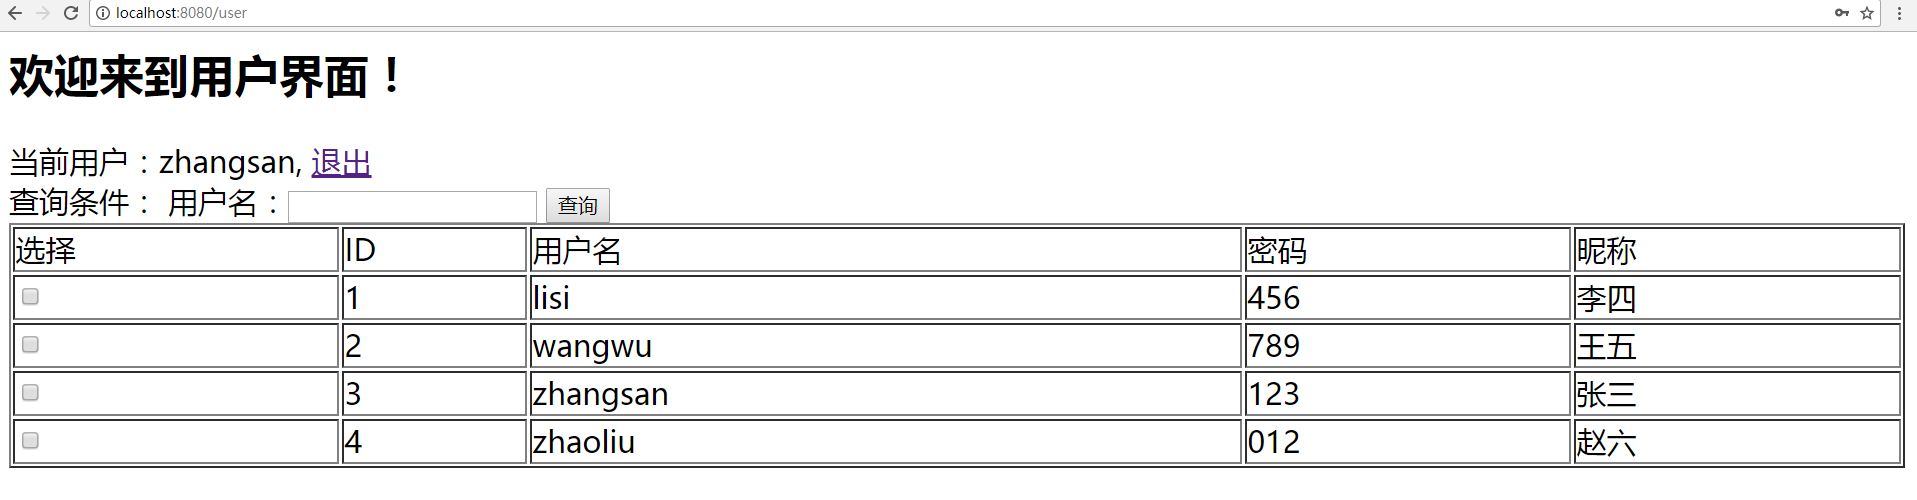 localhost:8080/user
欢迎来到用户界面！
当前用户：zhangsan, 退出
查询条件： 用户名： 查询
选择 ID 用户名 密码 昵称
1 lisi 456 李四
2 wangwu 789 王五
3 zhangsan 123 张三
4 zhaoliu 012 赵六